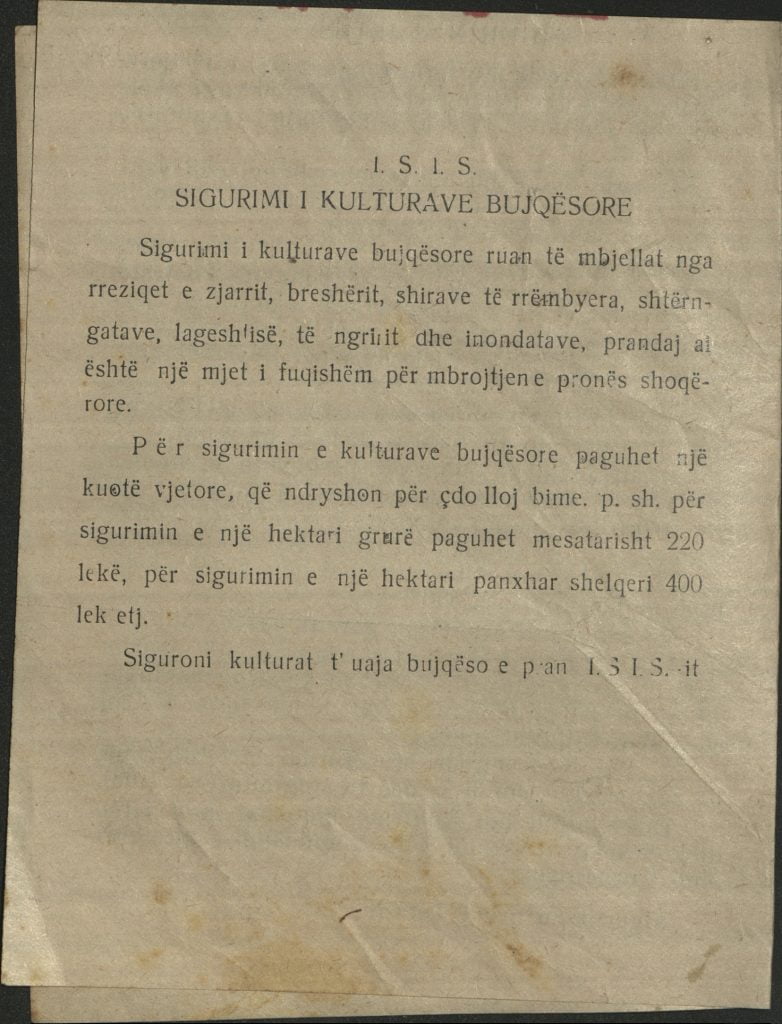 I. S. I. S.
SIGURIMI I KULTURAVE BUJQËSORE
Sigurimi i kulturave bujqësore ruan të mbjellat nga
rreziqet e zjarrit, breshërit, shirave të rrëmbyera, shtërn-
gatave, lageshtisë, të ngririt dhe inondatave, prandaj ai
është një mjet i fuqishëm për mbrojtjen e pronës shoqë-
rore.
Për sigurimin e kulturave bujqësore paguhet një
kuotë vjetore, që ndryshon për çdo lloj bime. p. sh. për
sigurimin e një hektari grurë paguhet mesatarisht 220
lekë, për sigurimin e një hektari panxhar shelqeri 400
lek etj.
Siguroni kulturat t' uaja bujqëso e pran I. S I. S. -it